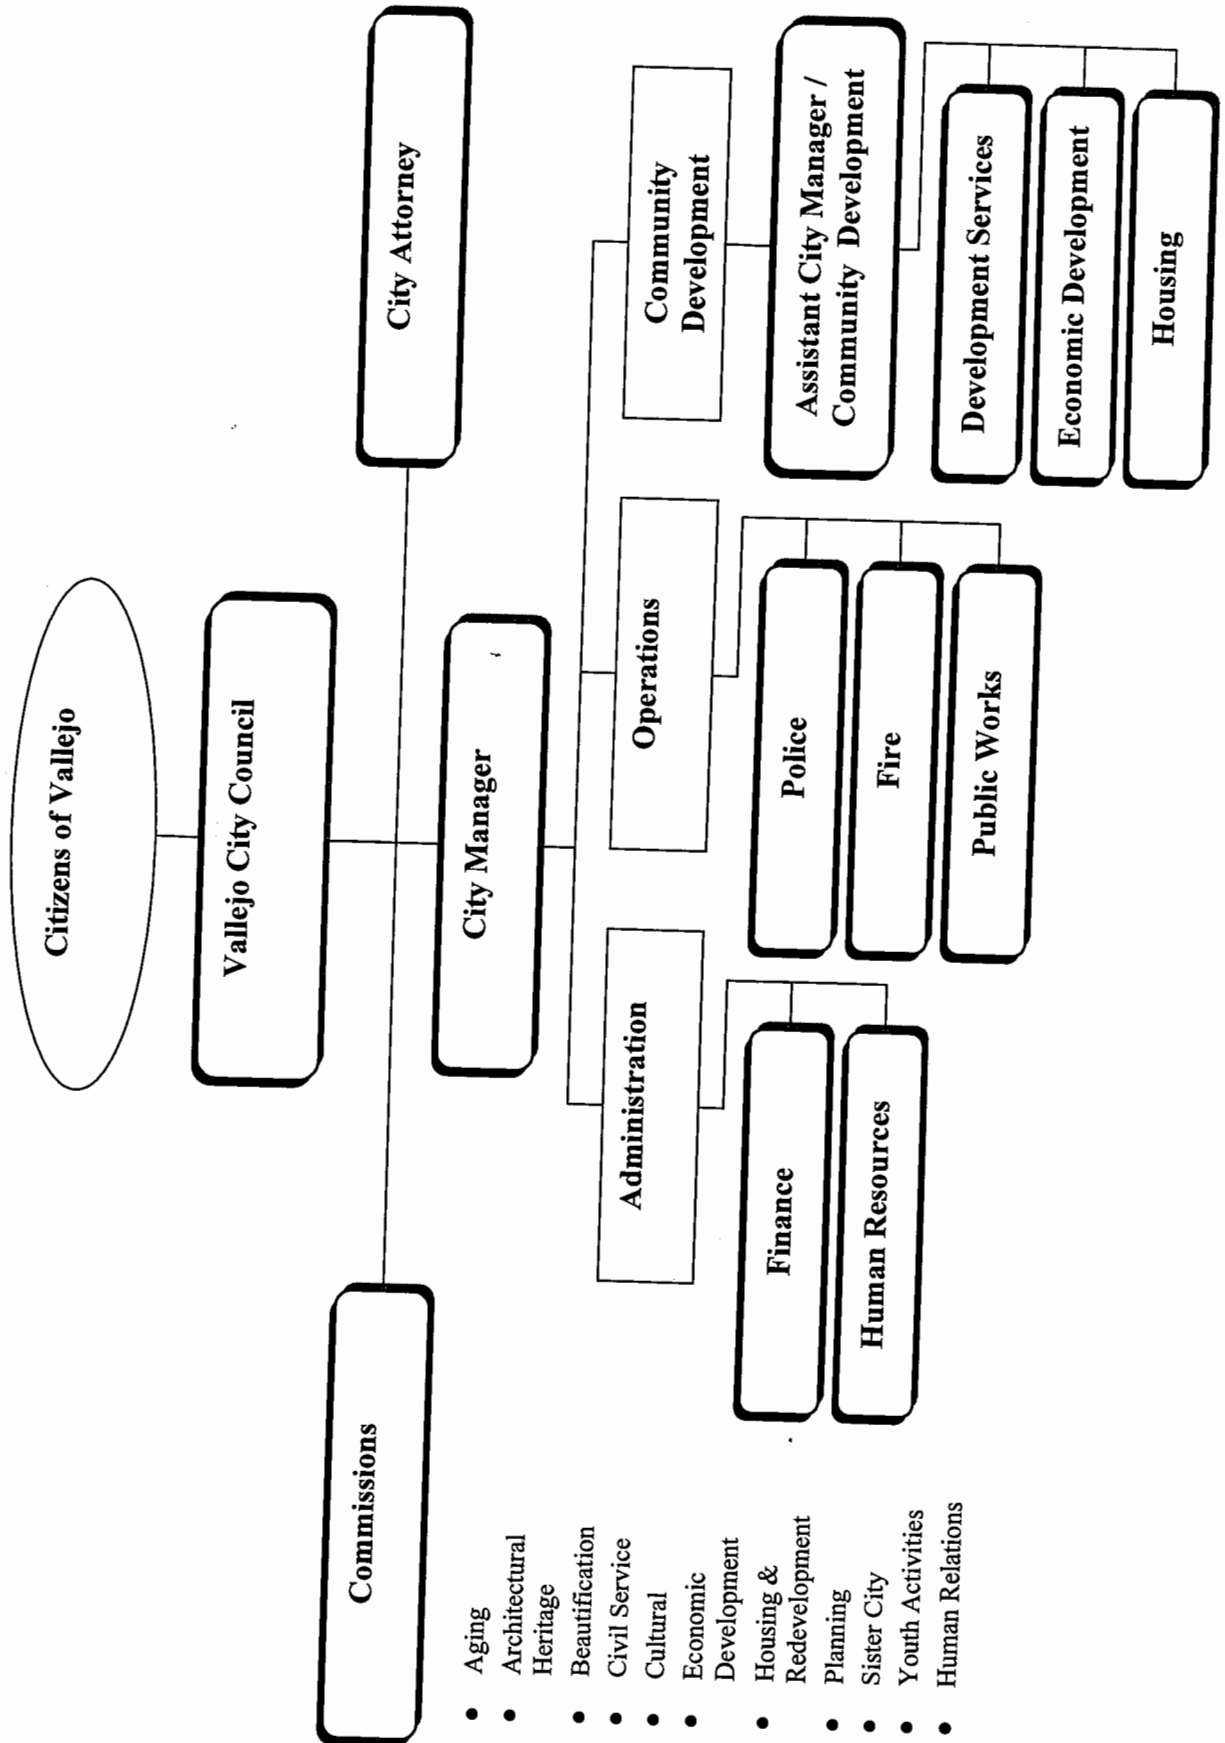 Citizens of Vallejo
Vallejo City Council
Commissions
City Attorney
City Manager
• Aging
• Architectural
Heritage
• Beautification
• Civil Service
• Cultural
• Economic
Development
• Housing &
Redevelopment
• Planning
• Sister City
• Youth Activities
• Human Relations
Administration
Finance
Human Resources
Operations
Police
Fire
Public Works
Community
Development
Assistant City Manager /
Community Development
Development Services
Economic Development
Housing